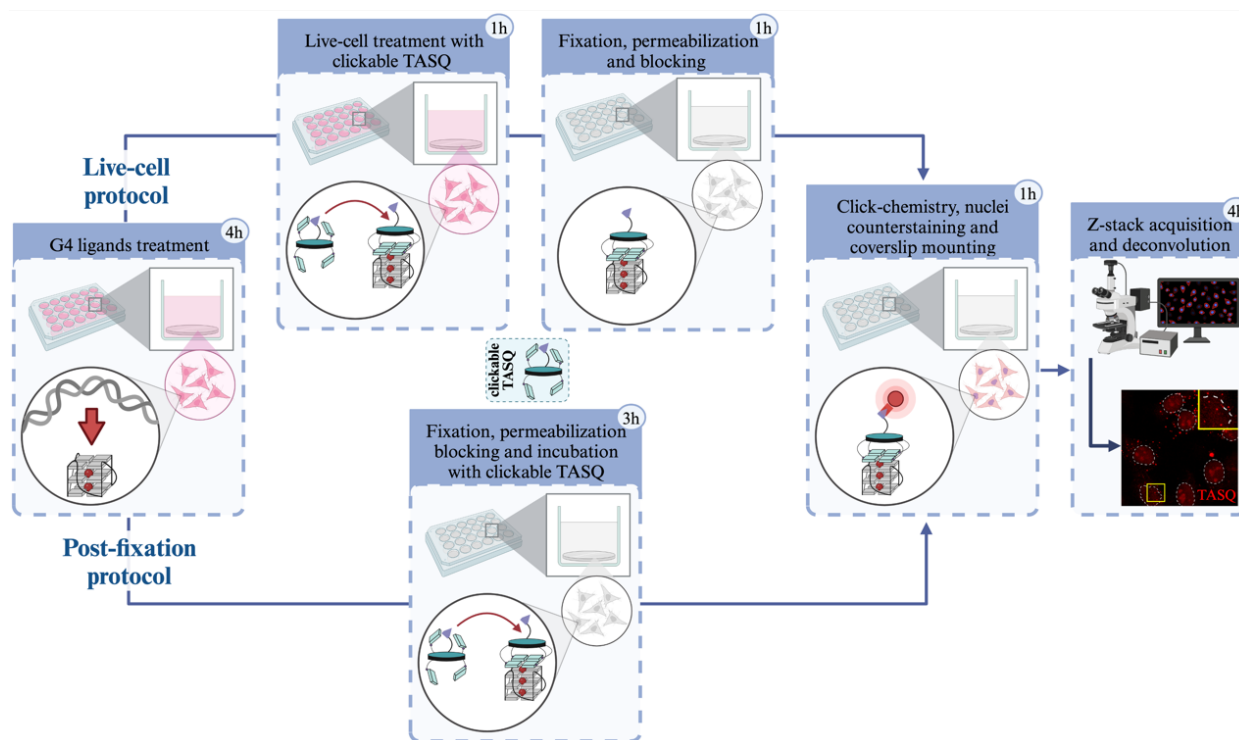 Live-cell
protocol
G4 ligands treatment
4h
Live-cell treatment with
clickable TASQ
1h
Fixation, permeabilization
and blocking
1h
clickable
TASQ
Post-fixation
protocol
Fixation, permeabilization
blocking and incubation
with clickable TASQ
3h
Click-chemistry, nuclei
counterstaining and
coverslip mounting
1h
Z-stack acquisition
and deconvolution
4h
TASQ